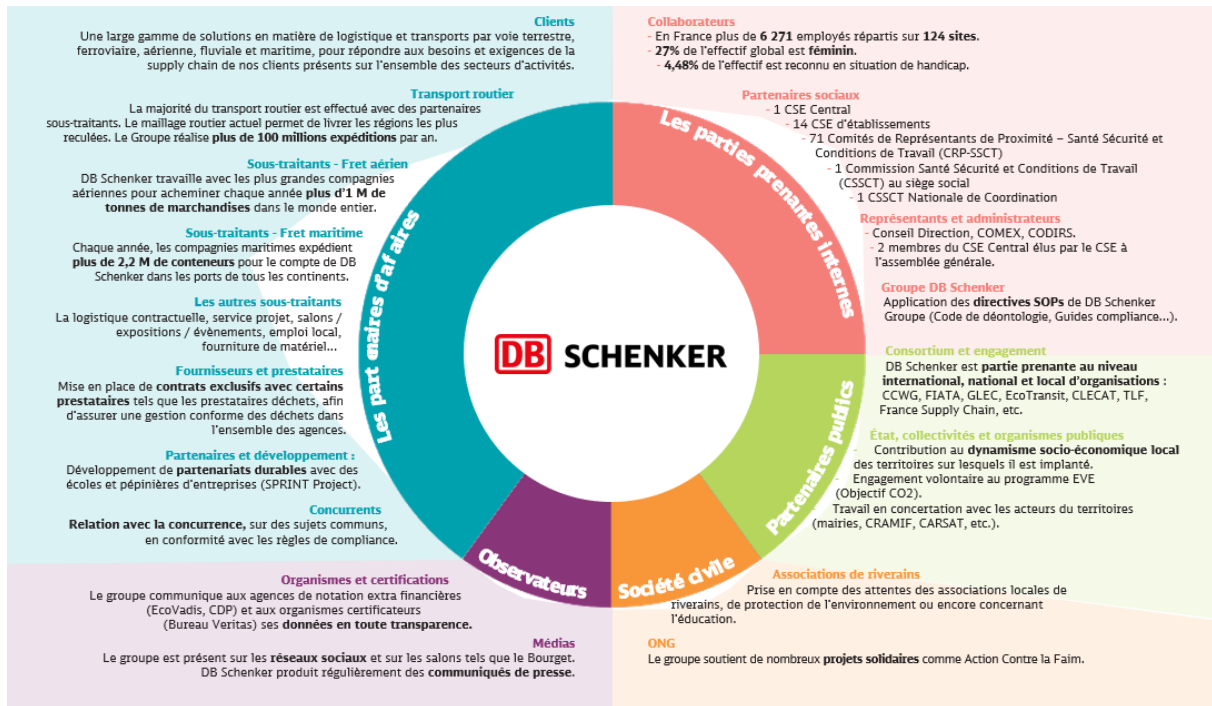 Clients
Une large gamme de solutions en matière de logistique et transports par voie terrestre,
ferroviaire, aérienne, fluviale et maritime, pour répondre aux besoins et exigences de la
supply chain de nos clients présents sur l'ensemble des secteurs d'activités.
Transport routier
La majorité du transport routier est effectué avec des partenaires
sous-traitants. Le maillage routier actuel permet de livrer les régions les plus
reculées. Le Groupe réalise plus de 100 millions expéditions par an.
Sous-traitants - Fret aérien
DB Schenker travaille avec les plus grandes compagnies
aériennes pour acheminer chaque année plus d'1 M de
tonnes de marchandises dans le monde entier.
Sous-traitants - Fret maritime
Chaque année, les compagnies maritimes expédient
plus de 2,2 M de conteneurs pour le compte de DB
Schenker dans les ports de tous les continents.
Les autres sous-traitants
La logistique contractuelle, service projet, salons /
expositions / évènements, emploi local,
fourniture de matériel...
Fournisseurs et prestataires
Mise en place de contrats exclusifs avec certains
prestataires tels que les prestataires déchets, afin
d'assurer une gestion conforme des déchets dans
l'ensemble des agences.
Partenaires et développement :
Développement de partenariats durables avec des
écoles et pépinières d'entreprises (SPRINT Project).
Concurrents
Relation avec la concurrence, sur des sujets communs,
en conformité avec les règles de compliance.
Organismes et certifications
Le groupe communique aux agences de notation extra financières
(EcoVadis, CDP) et aux organismes certificateurs
(Bureau Veritas) ses données en toute transparence.
Médias
Le groupe est présent sur les réseaux sociaux et sur les salons tels que le Bourget.
DB Schenker produit régulièrement des communiqués de presse.
Les part enaires d'af aires
Observateurs
Société civile
Partenaires publics
Les parties prenantes internes
DB SCHENKER
Collaborateurs
- En France plus de 6 271 employés répartis sur 124 sites.
- 27% de l'effectif global est féminin.
- 4,48% de l'effectif est reconnu en situation de handicap.
Partenaires sociaux
- 1 CSE Central
- 14 CSE d'établissements
- 71 Comités de Représentants de Proximité – Santé Sécurité et
Conditions de Travail (CRP-SSCT)
- 1 Commission Santé Sécurité et Conditions de Travail
(CSSCT) au siège social
- 1 CSSCT Nationale de Coordination
Représentants et administrateurs
- Conseil Direction, COMEX, CODIRS.
- 2 membres du CSE Central élus par le CSE à
l'assemblée générale.
Groupe DB Schenker
Application des directives SOPs de DB Schenker
Groupe (Code de déontologie, Guides compliance...).
Consortium et engagement
DB Schenker est partie prenante au niveau
international, national et local d'organisations :
CCWG, FIATA, GLEC, EcoTransit, CLECAT, TLF,
France Supply Chain, etc.
État, collectivités et organismes publiques
- Contribution au dynamisme socio-économique local
des territoires sur lesquels il est implanté.
- Engagement volontaire au programme EVE
(Objectif CO2).
- Travail en concertation avec les acteurs du territoires
(mairies, CRAMIF, CARSAT, etc.).
Associations de riverains
Prise en compte des attentes des associations locales de
riverains, de protection de l'environnement ou encore concernant
l'éducation.
ONG
Le groupe soutient de nombreux projets solidaires comme Action Contre la Faim.